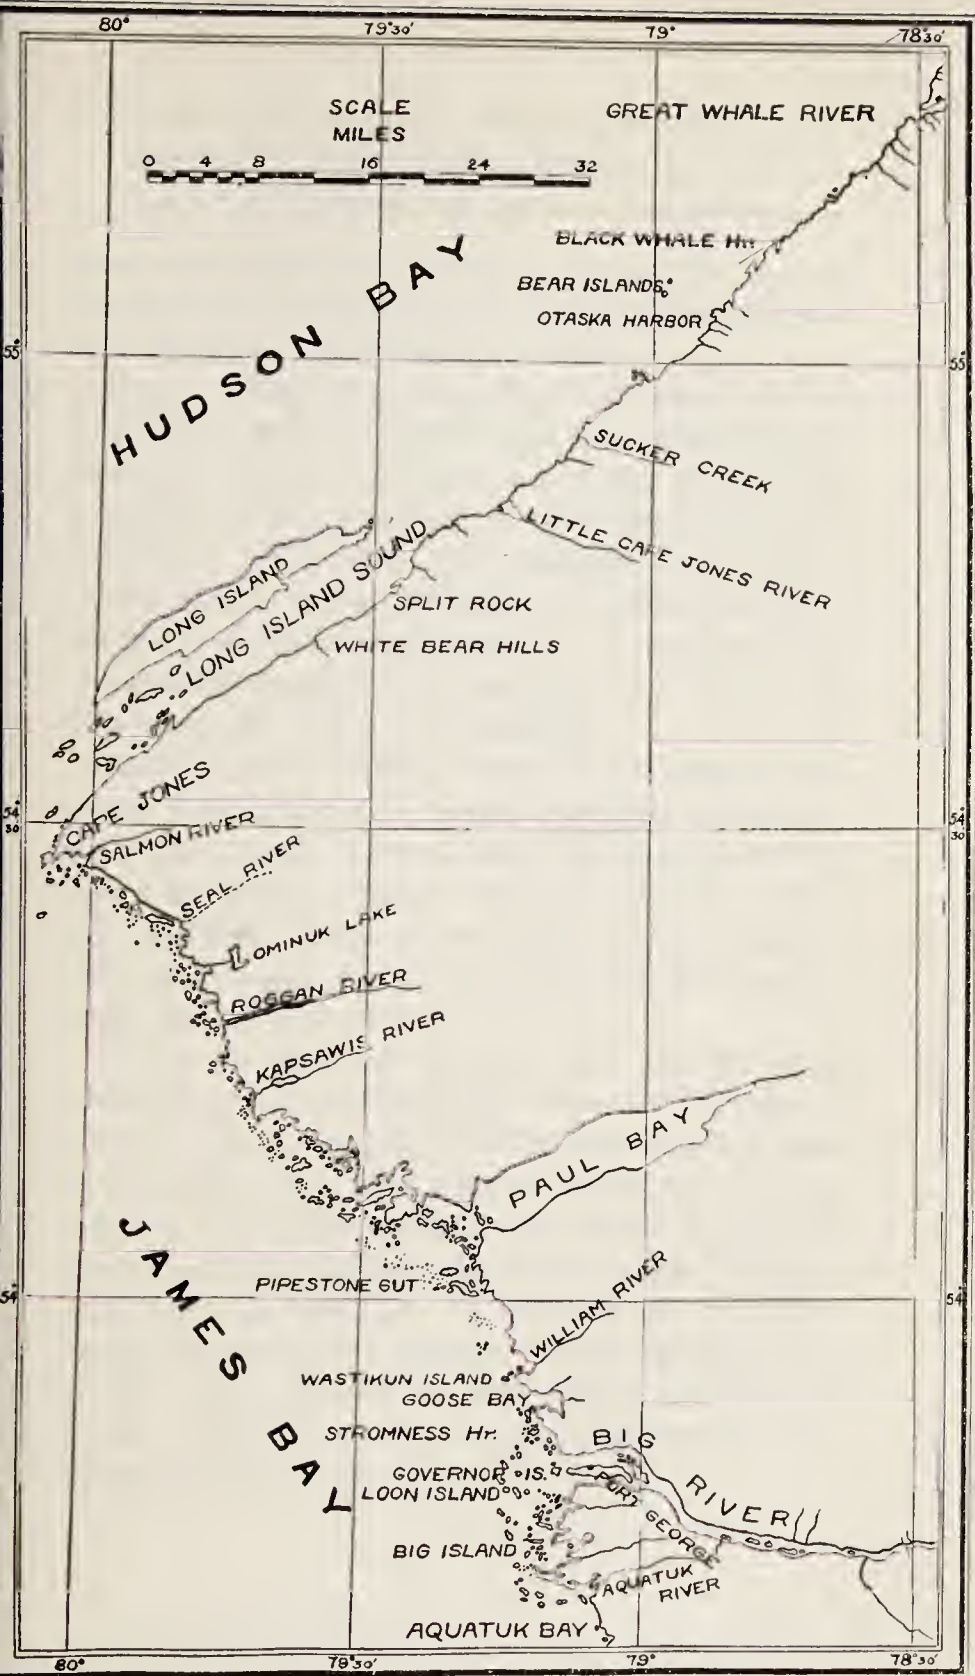 80° 79°30' 79° 78°30'
SCALE
MILES
0 4 8 16 24 32
GREAT WHALE RIVER
BLACK WHALE Hr.
BEAR ISLANDS
OTASKA HARBOR
HUDSON BAY
55° 55°
SUCKER CREEK
LITTLE CAPE JONES RIVER
LONG ISLAND
LONG ISLAND SOUND
SPLIT ROCK
WHITE BEAR HILLS
CAPE JONES
54° 30' 54° 30'
SALMON RIVER
SEAL RIVER
OMINUK LAKE
ROGGAN RIVER
KAPSAWIS RIVER
PAUL BAY
JAMES BAY
PIPESTONE GUT
54° 54°
WILLIAM RIVER
WASTIKUN ISLAND
GOOSE BAY
STROMNESS Hr.
BIG RIVER
GOVERNOR IS.
LOON ISLAND
FORT GEORGE
BIG ISLAND
AQUATUK
RIVER
AQUATUK BAY
80° 79°30' 79° 78°30'